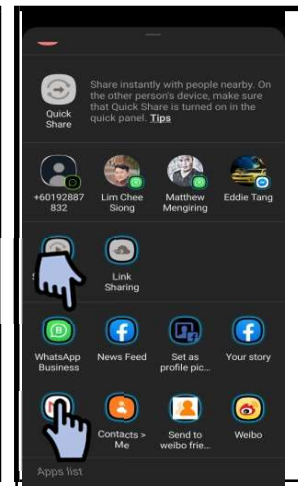 Share instantly with people nearby. On
the other person's device, make sure
that Quick Share is turned on in the
quick panel. Tips
Quick
Share
+60192887
832
Lim Chee
Siong
Matthew
Mengiring
Eddie Tang
Link
Sharing
WhatsApp
Business
News Feed
Set as
profile pic...
Your story
Contacts >
Me
Send to
weibo frie...
Weibo
Apps list